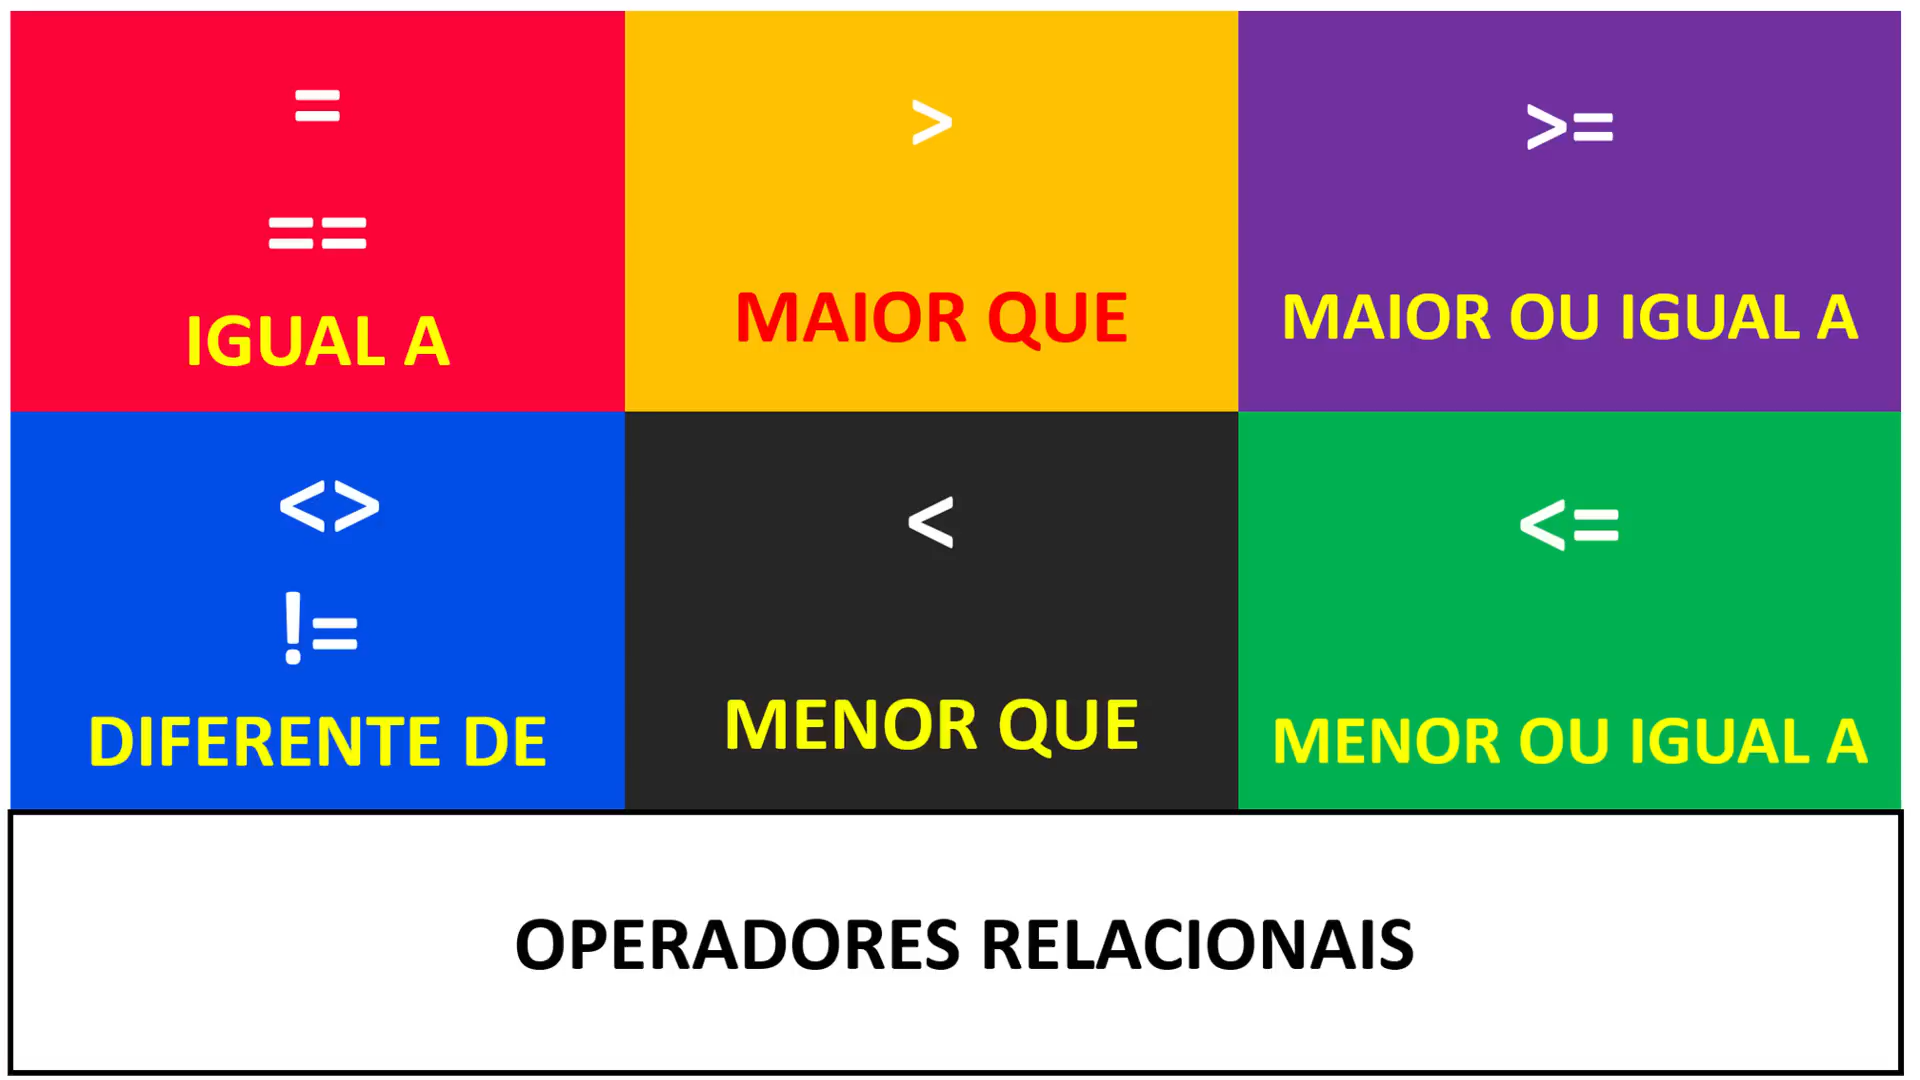 =
==
IGUAL A
>
MAIOR QUE
>=
MAIOR OU IGUAL A
<>
!=
DIFERENTE DE
<
MENOR QUE
<=
MENOR OU IGUAL A
OPERADORES RELACIONAIS